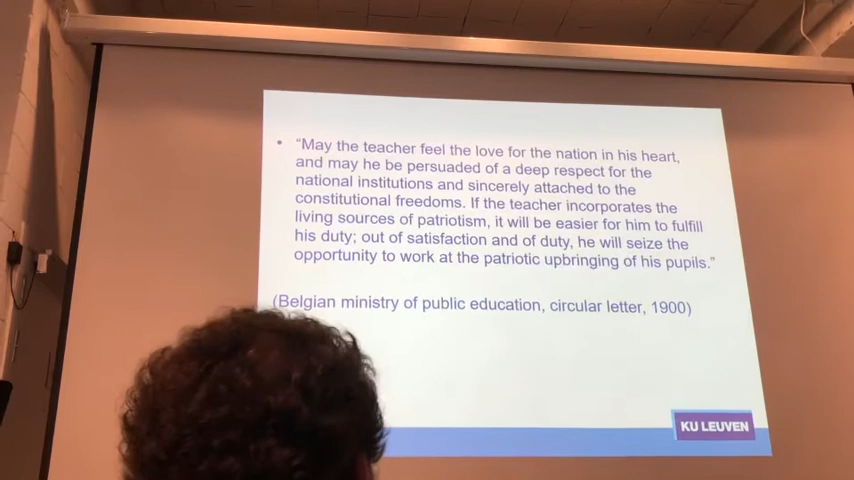 • “May the teacher feel the love for the nation in his heart,
and may he be persuaded of a deep respect for the
national institutions and sincerely attached to the
constitutional freedoms. If the teacher incorporates the
living sources of patriotism, it will be easier for him to fulfill
his duty; out of satisfaction and of duty, he will seize the
opportunity to work at the patriotic upbringing of his pupils.”
(Belgian ministry of public education, circular letter, 1900)
KU LEUVEN